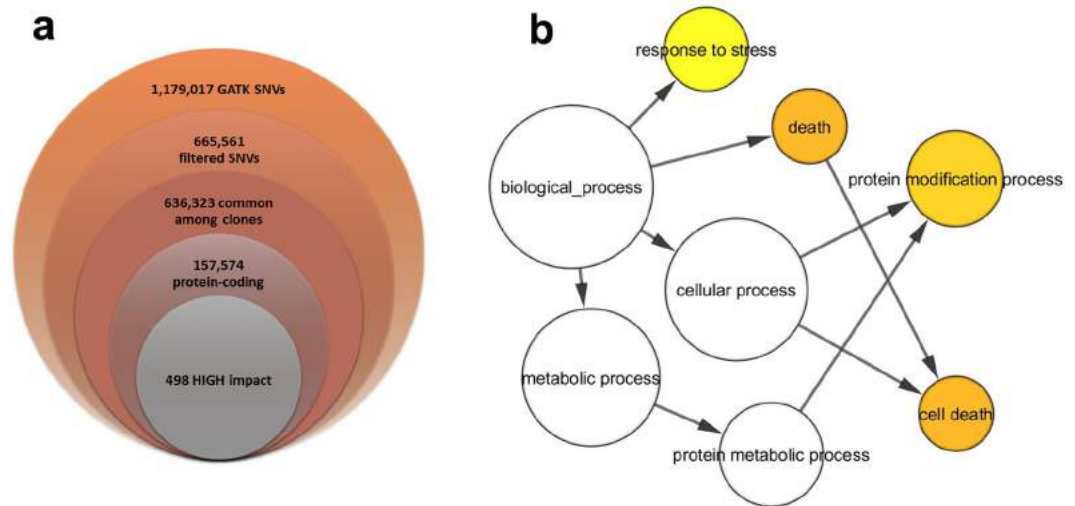 a
1,179,017 GATK SNVs
665,561
filtered SNVs
636,323 common
among clones
157,574
protein-coding
498 HIGH impact
b
response to stress
death
biological_process
protein modification process
cellular process
metabolic process
cell death
protein metabolic process